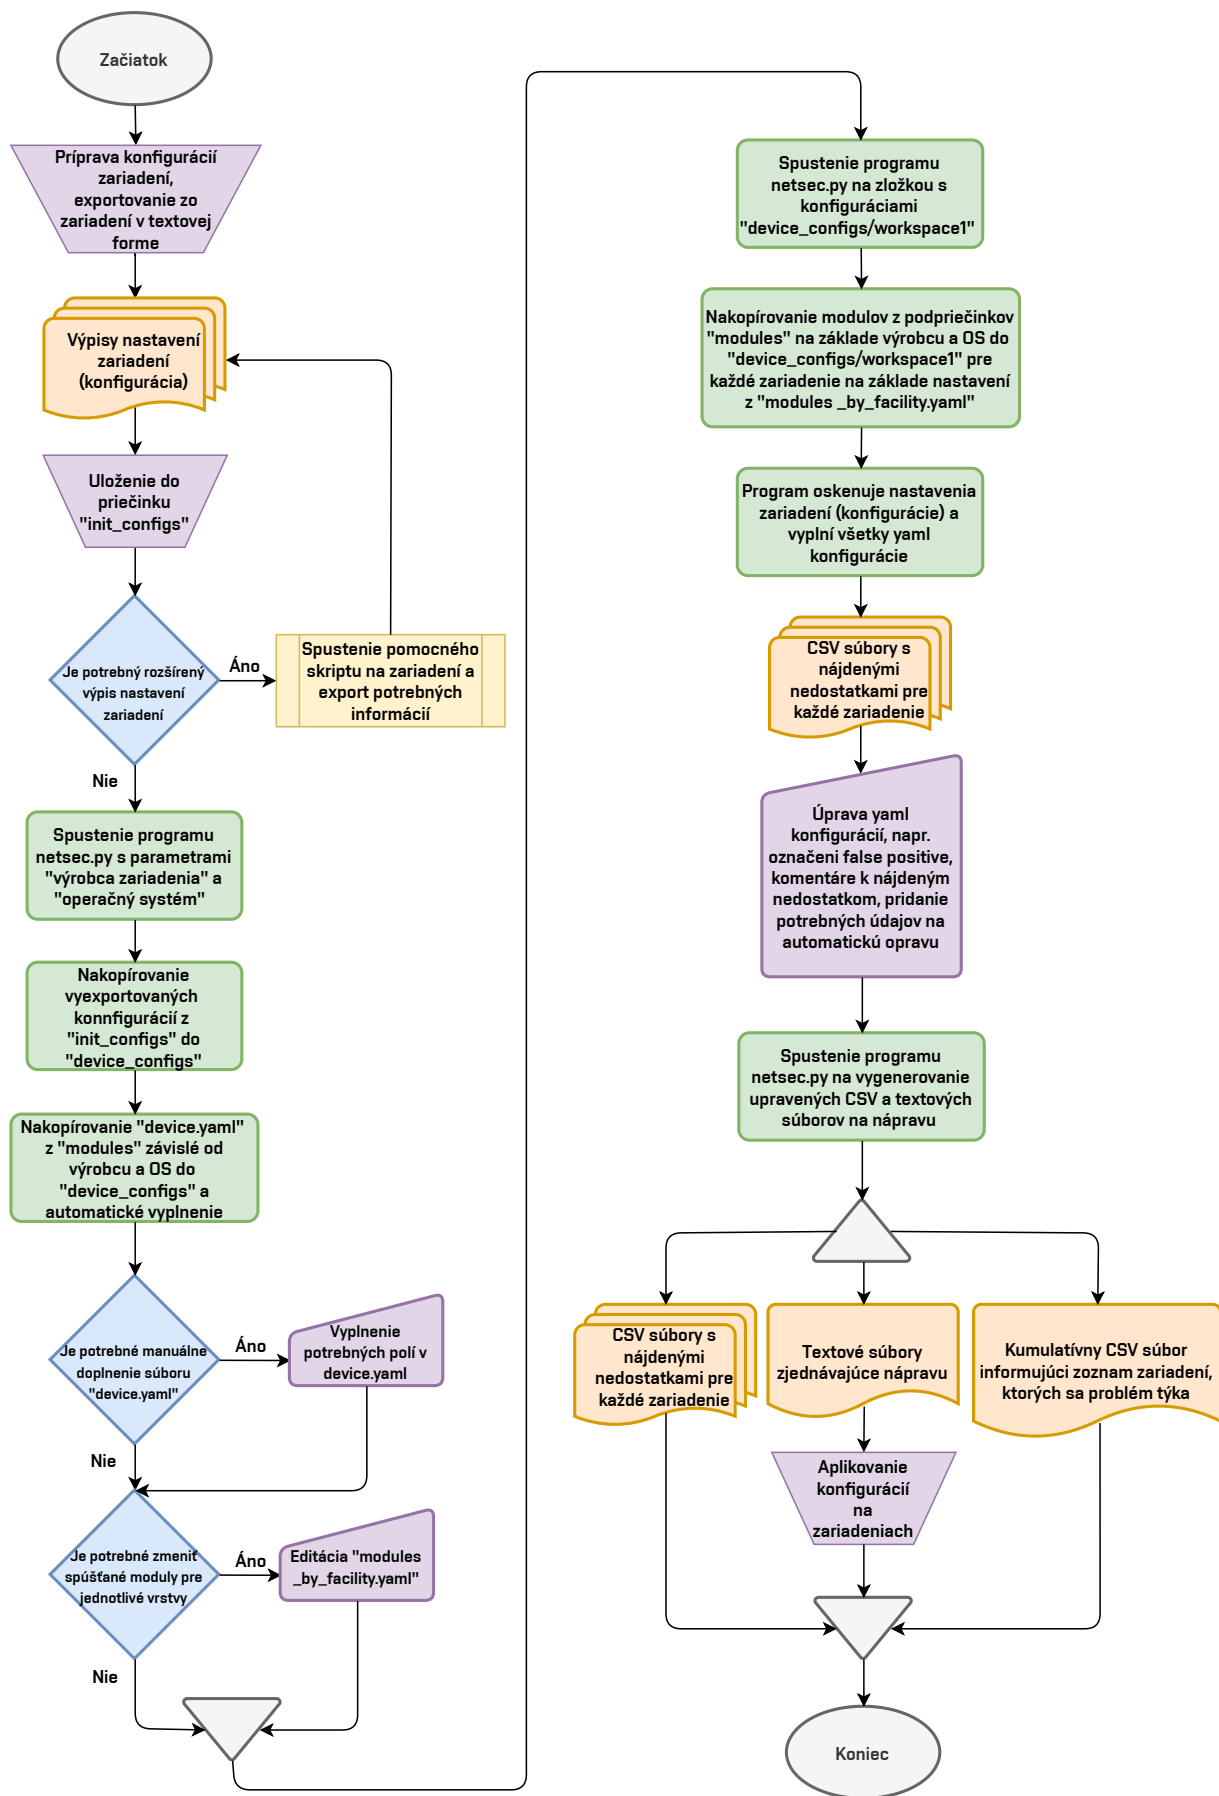 Začiatok
Príprava konfigurácií
zariadení,
exportovanie zo
zariadení v textovej
forme
Výpisy nastavení
zariadení
(konfigurácia)
Uloženie do
priečinku
"init_configs"
Je potrebný rozšírený
výpis nastavení
zariadení
Áno
Spustenie pomocného
skriptu na zariadení a
export potrebných
informácií
Nie
Spustenie programu
netsec.py s parametrami
"výrobca zariadenia" a
"operačný systém"
Nakopírovanie
vyexportovaných
konnfigurácií z
"init_configs" do
"device_configs"
Nakopírovanie "device.yaml"
z "modules" závislé od
výrobcu a OS do
"device_configs" a
automatické vyplnenie
Je potrebné manuálne
doplnenie súboru
"device.yaml"
Áno
Vyplnenie
potrebných polí v
device.yaml
Nie
Je potrebné zmeniť
spúšťané moduly pre
jednotlivé vrstvy
Áno
Editácia "modules
_by_facility.yaml"
Nie
Spustenie programu
netsec.py na zložkou s
konfiguráciami
"device_configs/workspace1"
Nakopírovanie modulov z podpriečinkov
"modules" na základe výrobcu a OS do
"device_configs/workspace1" pre
každé zariadenie na základe nastavení
z "modules _by_facility.yaml"
Program oskenuje nastavenia
zariadení (konfigurácie) a
vyplní všetky yaml
konfigurácie
CSV súbory s
nájdenými
nedostatkami pre
každé zariadenie
Úprava yaml
konfigurácií, napr.
označeni false positive,
komentáre k nájdeným
nedostatkom, pridanie
potrebných údajov na
automatickú opravu
Spustenie programu
netsec.py na vygenerovanie
upravených CSV a textových
súborov na nápravu
CSV súbory s
nájdenými
nedostatkami pre
každé zariadenie
Textové súbory
zjednávajúce nápravu
Kumulatívny CSV súbor
informujúci zoznam zariadení,
ktorých sa problém týka
Aplikovanie
konfigurácií
na
zariadeniach
Koniec